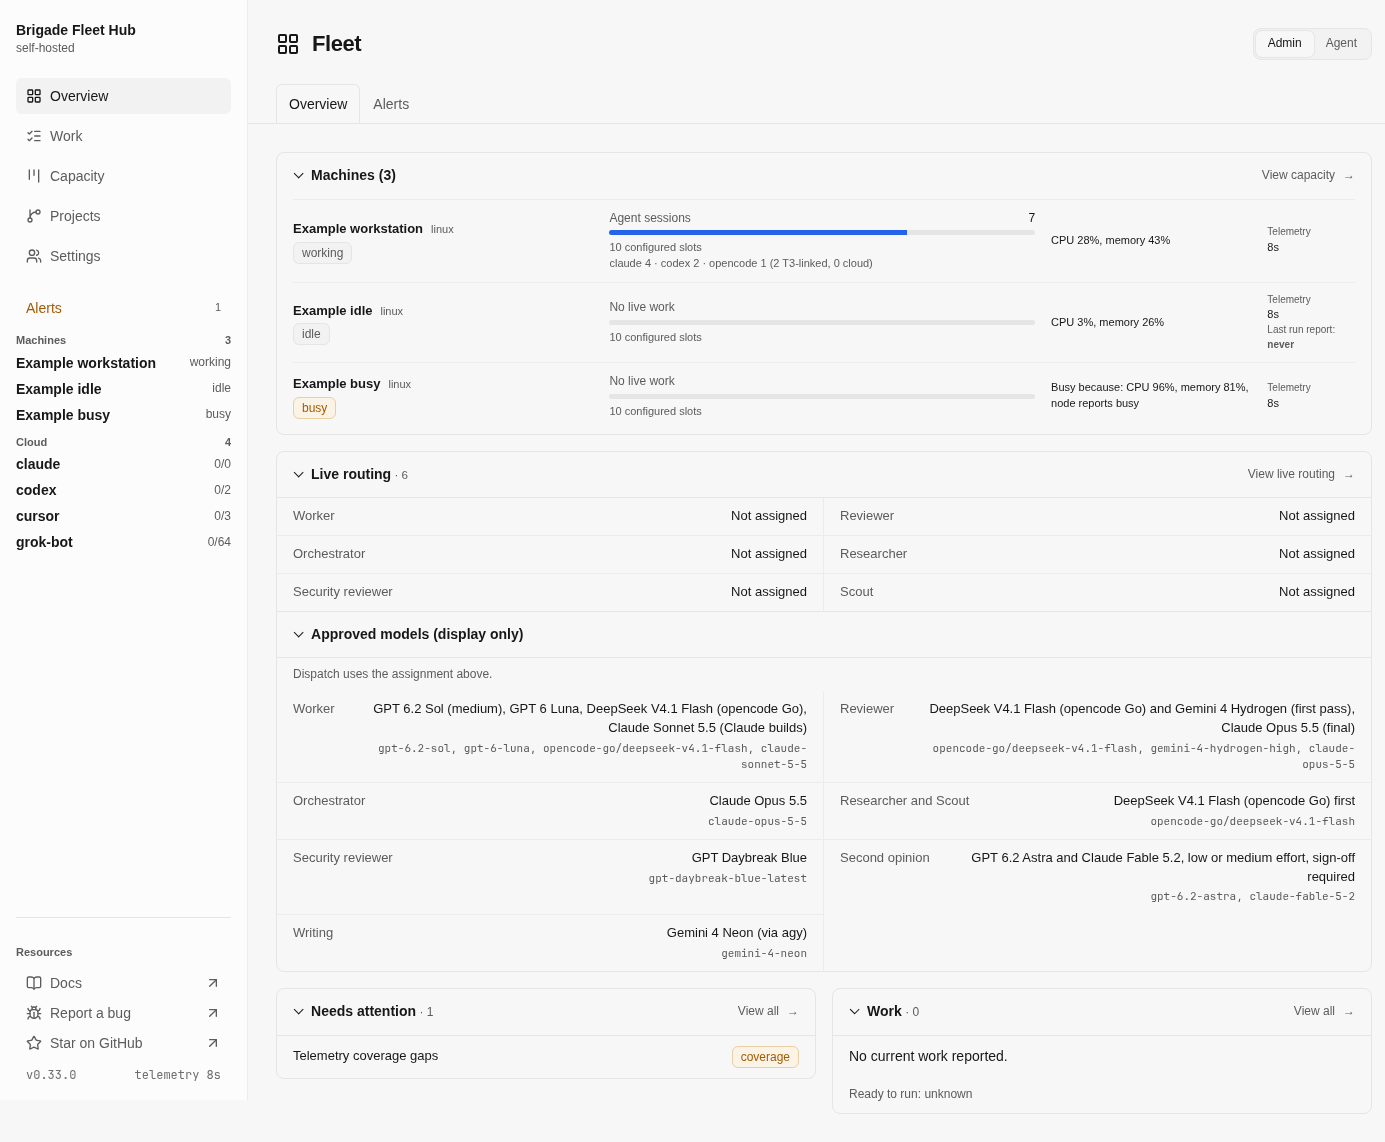 Brigade Fleet Hub
self-hosted
Overview
Work
Capacity
Projects
Settings
Alerts 1
Machines 3
Example workstation working
Example idle idle
Example busy busy
Cloud 4
claude 0/0
codex 0/2
cursor 0/3
grok-bot 0/64
Resources
Docs
Report a bug
Star on GitHub
v0.33.0 telemetry 8s
Fleet
Admin Agent
Overview Alerts
Machines (3) View capacity →
Example workstation linux
working
Agent sessions 7
10 configured slots
claude 4 · codex 2 · opencode 1 (2 T3-linked, 0 cloud)
CPU 28%, memory 43%
Telemetry
8s
Example idle linux
idle
No live work
10 configured slots
CPU 3%, memory 26%
Telemetry
8s
Last run report:
never
Example busy linux
busy
No live work
10 configured slots
Busy because: CPU 96%, memory 81%,
node reports busy
Telemetry
8s
Live routing · 6 View live routing →
Worker Not assigned
Reviewer Not assigned
Orchestrator Not assigned
Researcher Not assigned
Security reviewer Not assigned
Scout Not assigned
Approved models (display only)
Dispatch uses the assignment above.
Worker GPT 6.2 Sol (medium), GPT 6 Luna, DeepSeek V4.1 Flash (opencode Go),
Claude Sonnet 5.5 (Claude builds)
gpt-6.2-sol, gpt-6-luna, opencode-go/deepseek-v4.1-flash, claude-
sonnet-5-5
Reviewer DeepSeek V4.1 Flash (opencode Go) and Gemini 4 Hydrogen (first pass),
Claude Opus 5.5 (final)
opencode-go/deepseek-v4.1-flash, gemini-4-hydrogen-high, claude-
opus-5-5
Orchestrator Claude Opus 5.5
claude-opus-5-5
Researcher and Scout DeepSeek V4.1 Flash (opencode Go) first
opencode-go/deepseek-v4.1-flash
Security reviewer GPT Daybreak Blue
gpt-daybreak-blue-latest
Second opinion GPT 6.2 Astra and Claude Fable 5.2, low or medium effort, sign-off
required
gpt-6.2-astra, claude-fable-5-2
Writing Gemini 4 Neon (via agy)
gemini-4-neon
Needs attention · 1 View all →
Telemetry coverage gaps coverage
Work · 0 View all →
No current work reported.
Ready to run: unknown